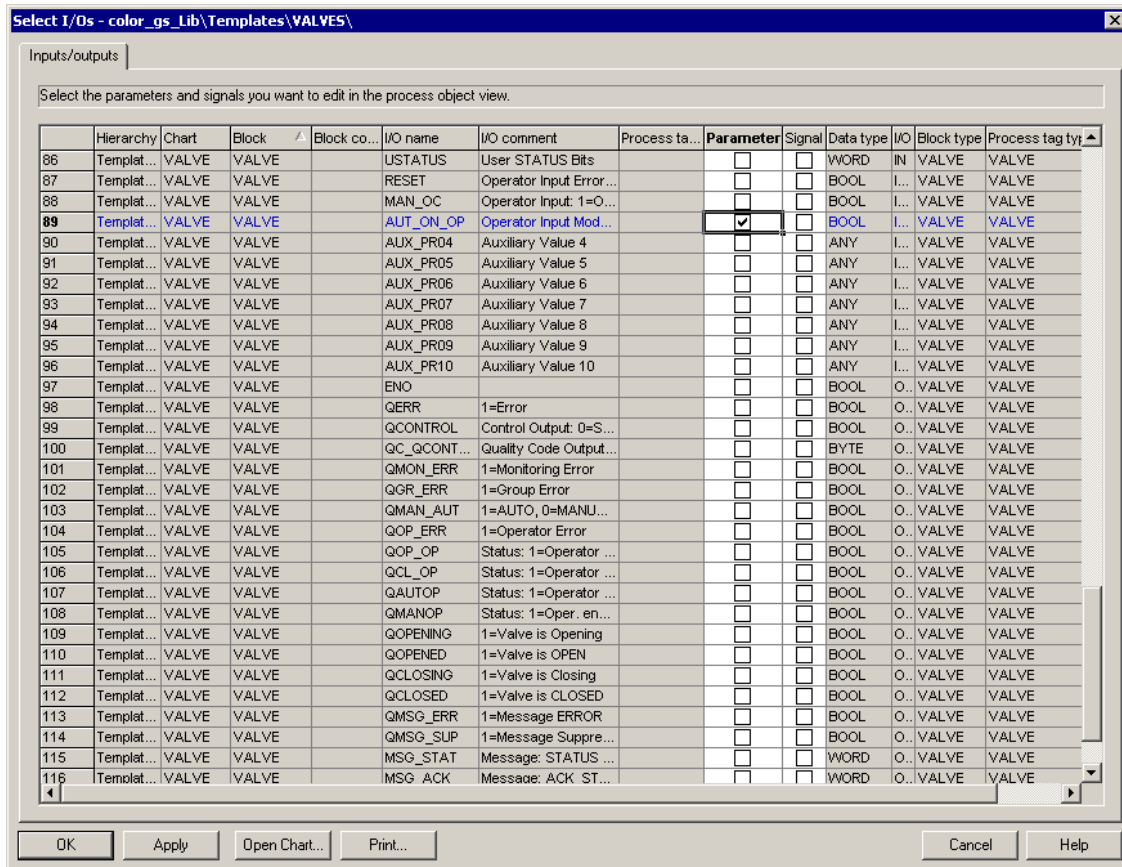 Select I/Os - color_gs_Lib\Templates\VALVES\
Inputs/outputs
Select the parameters and signals you want to edit in the process object view.
Hierarchy Chart Block Block co... I/O name I/O comment Process ta... Parameter Signal Data type I/O Block type Process tag typ
86 Templat... VALVE VALVE USTATUS User STATUS Bits WORD IN VALVE VALVE
87 Templat... VALVE VALVE RESET Operator Input Error... BOOL I... VALVE VALVE
88 Templat... VALVE VALVE MAN_OC Operator Input: 1=O... BOOL I... VALVE VALVE
89 Templat... VALVE VALVE AUT_ON_OP Operator Input Mod... BOOL I... VALVE VALVE
90 Templat... VALVE VALVE AUX_PR04 Auxiliary Value 4 ANY I... VALVE VALVE
91 Templat... VALVE VALVE AUX_PR05 Auxiliary Value 5 ANY I... VALVE VALVE
92 Templat... VALVE VALVE AUX_PR06 Auxiliary Value 6 ANY I... VALVE VALVE
93 Templat... VALVE VALVE AUX_PR07 Auxiliary Value 7 ANY I... VALVE VALVE
94 Templat... VALVE VALVE AUX_PR08 Auxiliary Value 8 ANY I... VALVE VALVE
95 Templat... VALVE VALVE AUX_PR09 Auxiliary Value 9 ANY I... VALVE VALVE
96 Templat... VALVE VALVE AUX_PR10 Auxiliary Value 10 ANY I... VALVE VALVE
97 Templat... VALVE VALVE ENO BOOL O... VALVE VALVE
98 Templat... VALVE VALVE QERR 1=Error BOOL O... VALVE VALVE
99 Templat... VALVE VALVE QCONTROL Control Output: 0=S... BOOL O... VALVE VALVE
100 Templat... VALVE VALVE QC_QCONT... Quality Code Output... BYTE O... VALVE VALVE
101 Templat... VALVE VALVE QMON_ERR 1=Monitoring Error BOOL O... VALVE VALVE
102 Templat... VALVE VALVE QGR_ERR 1=Group Error BOOL O... VALVE VALVE
103 Templat... VALVE VALVE QMAN_AUT 1=AUTO, 0=MANU... BOOL O... VALVE VALVE
104 Templat... VALVE VALVE QOP_ERR 1=Operator Error BOOL O... VALVE VALVE
105 Templat... VALVE VALVE QOP_OP Status: 1=Operator ... BOOL O... VALVE VALVE
106 Templat... VALVE VALVE QCL_OP Status: 1=Operator ... BOOL O... VALVE VALVE
107 Templat... VALVE VALVE QAUTOP Status: 1=Operator ... BOOL O... VALVE VALVE
108 Templat... VALVE VALVE QMANOP Status: 1=Oper. en... BOOL O... VALVE VALVE
109 Templat... VALVE VALVE QOPENING 1=Valve is Opening BOOL O... VALVE VALVE
110 Templat... VALVE VALVE QOPENED 1=Valve is OPEN BOOL O... VALVE VALVE
111 Templat... VALVE VALVE QCLOSING 1=Valve is Closing BOOL O... VALVE VALVE
112 Templat... VALVE VALVE QCLOSED 1=Valve is CLOSED BOOL O... VALVE VALVE
113 Templat... VALVE VALVE QMSG_ERR 1=Message ERROR BOOL O... VALVE VALVE
114 Templat... VALVE VALVE QMSG_SUP 1=Message Suppre... BOOL O... VALVE VALVE
115 Templat... VALVE VALVE MSG_STAT Message: STATUS ... WORD O... VALVE VALVE
116 Templat... VALVE VALVE MSG_ACK Message: ACK_ST... WORD O... VALVE VALVE
OK Apply Open Chart... Print... Cancel Help